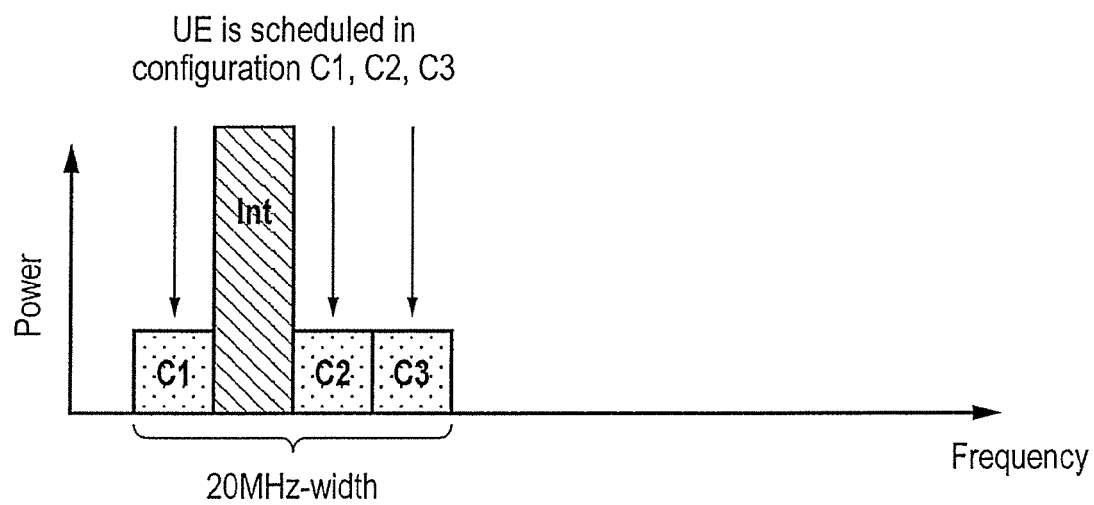 UE is scheduled in
configuration C1, C2, C3
Int
Power
C1
C2
C3
Frequency
20MHz-width